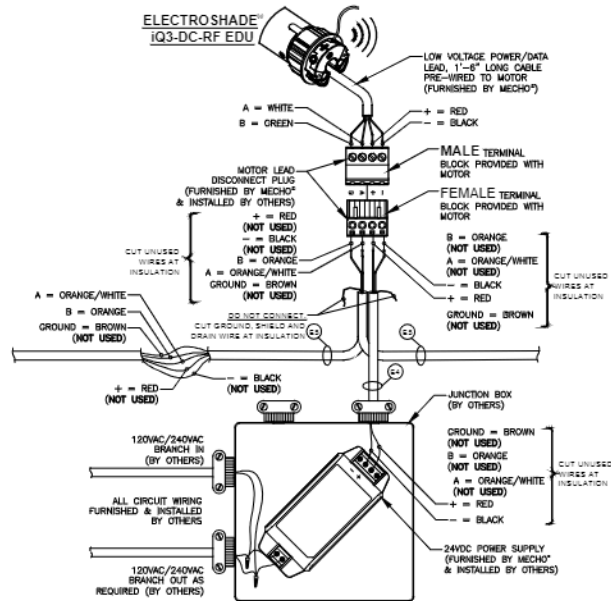 ELECTROSHADE
iQ3-DC-RF EDU
LOW VOLTAGE POWER/DATA
LEAD, 1'-6" LONG CABLE
PRE-WIRED TO MOTOR
(FURNISHED BY MECHO®)
A = WHITE
B = GREEN
+ = RED
- = BLACK
MALE TERMINAL
BLOCK PROVIDED WITH
MOTOR
MOTOR LEAD
DISCONNECT PLUG
(FURNISHED BY MECHO®
& INSTALLED BY OTHERS)
FEMALE TERMINAL
BLOCK PROVIDED WITH
MOTOR
B A + -
+ = RED
(NOT USED)
- = BLACK
(NOT USED)
B = ORANGE
A = ORANGE/WHITE
GROUND = BROWN
(NOT USED)
CUT UNUSED
WIRES AT
INSULATION
B = ORANGE
(NOT USED)
A = ORANGE/WHITE
(NOT USED)
- = BLACK
+ = RED
GROUND = BROWN
(NOT USED)
CUT UNUSED
WIRES AT
INSULATION
DO NOT CONNECT.
CUT GROUND, SHIELD AND
DRAIN WIRE AT INSULATION
A = ORANGE/WHITE
B = ORANGE
GROUND = BROWN
(NOT USED)
+ = RED
(NOT USED)
- = BLACK
(NOT USED)
E4
JUNCTION BOX
(BY OTHERS)
120VAC/240VAC
BRANCH IN
(BY OTHERS)
ALL CIRCUIT WIRING
FURNISHED & INSTALLED
BY OTHERS
120VAC/240VAC
BRANCH OUT AS
REQUIRED (BY OTHERS)
GROUND = BROWN
(NOT USED)
B = ORANGE
(NOT USED)
A = ORANGE/WHITE
(NOT USED)
+ = RED
- = BLACK
CUT UNUSED
WIRES AT
INSULATION
24VDC POWER SUPPLY
(FURNISHED BY MECHO®
& INSTALLED BY OTHERS)